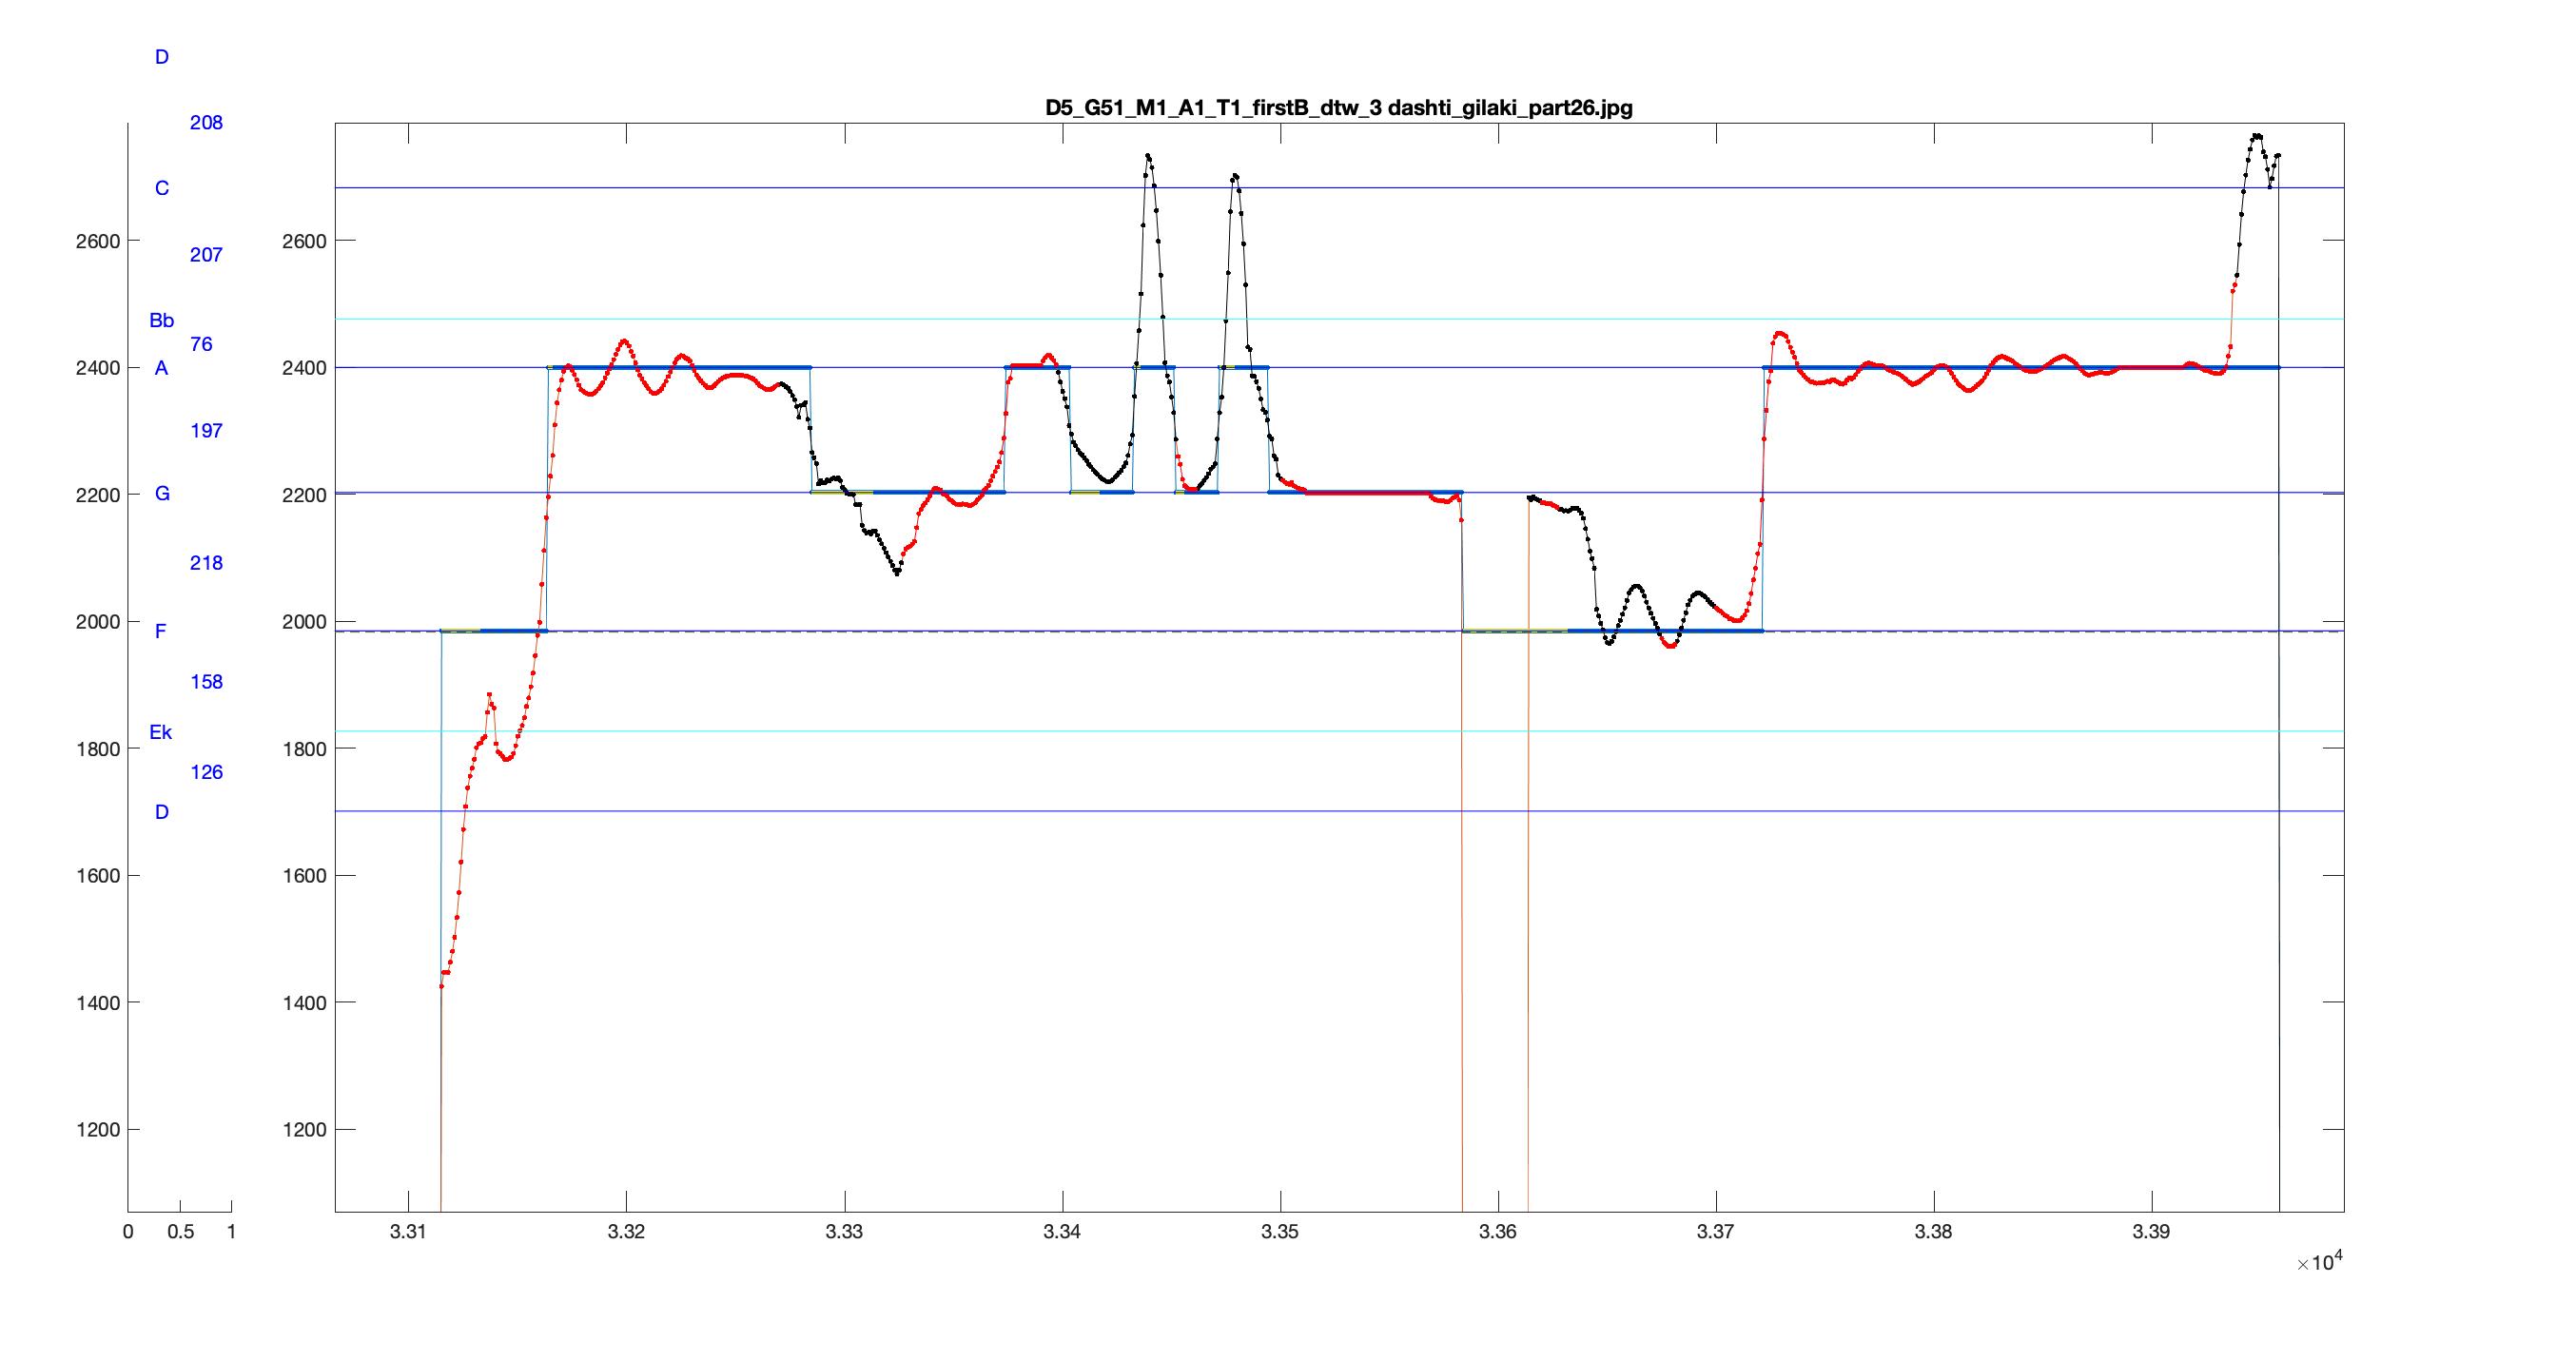 D
D5_G51_M1_A1_T1_firstB_dtw_3 dashti_gilaki_part26.jpg
208
C
2600 207 2600
Bb
76
2400 A 2400
197
2200 G 2200
218
2000 F 2000
158
Ek
1800 1800
126
D
1600 1600
1400 1400
1200 1200
0 0.5 1 3.31 3.32 3.33 3.34 3.35 3.36 3.37 3.38 3.39
×10⁴